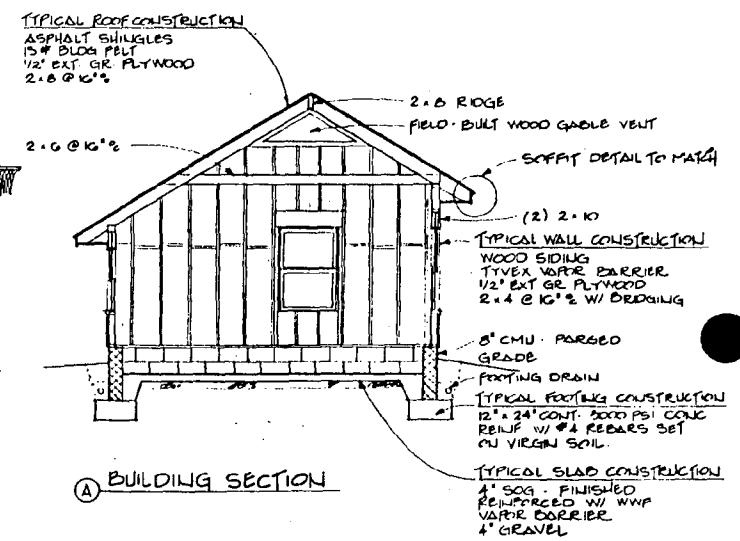 TYPICAL ROOF CONSTRUCTION
ASPHALT SHINGLES
15# BLDG FELT
1/2" EXT. GR. PLYWOOD
2x8 @ 16" %
2x8 RIDGE
FIELD-BUILT WOOD GABLE VENT
2x6 @ 16" %
SOFFIT DETAIL TO MATCH
(2) 2x10
TYPICAL WALL CONSTRUCTION
WOOD SIDING
TYVEX VAPOR BARRIER
1/2" EXT GR PLYWOOD
2x4 @ 16" % W/ BRIDGING
8" CMU - PARGED
GRADE
FOOTING DRAIN
TYPICAL FOOTING CONSTRUCTION
12" x 24" CONT. 3000 PSI CONC
REINF W/ #4 REBARS SET
ON VIRGIN SOIL.
A BUILDING SECTION
TYPICAL SLAB CONSTRUCTION
4" SOG - FINISHED
REINFORCED W/ WWF
VAPOR BARRIER
4" GRAVEL